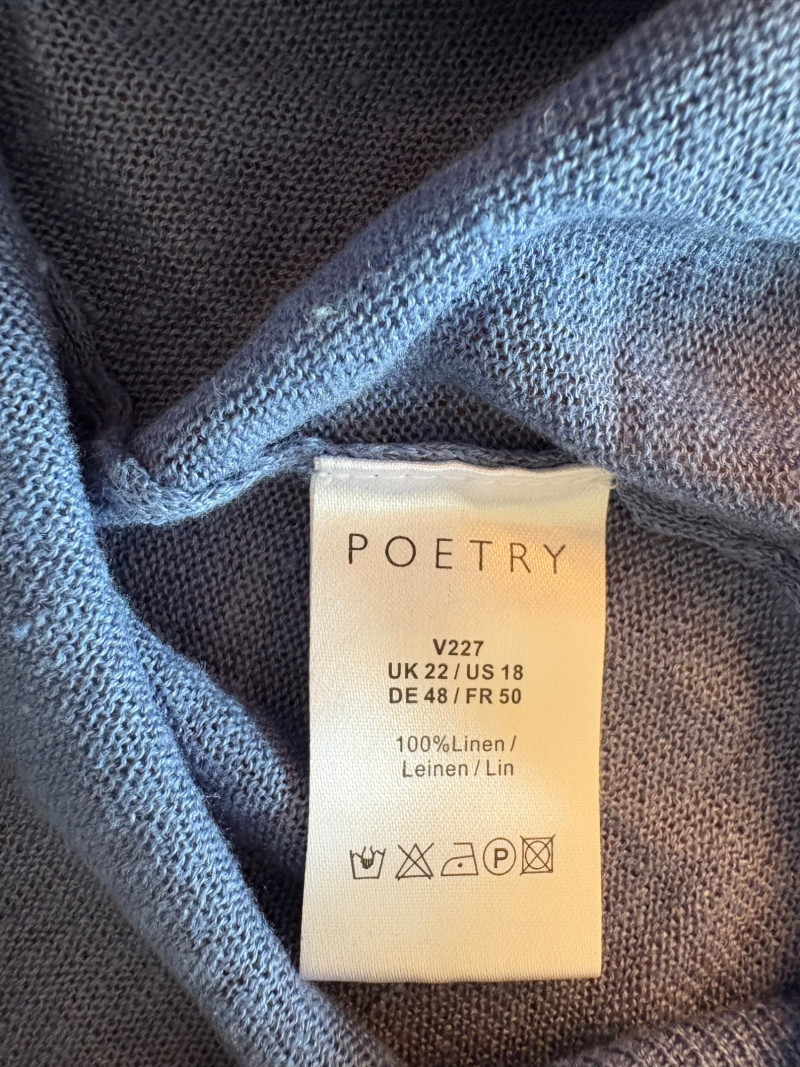 POETRY
V227
UK 22 / US 18
DE 48 / FR 50
100%Linen /
Leinen / Lin
P